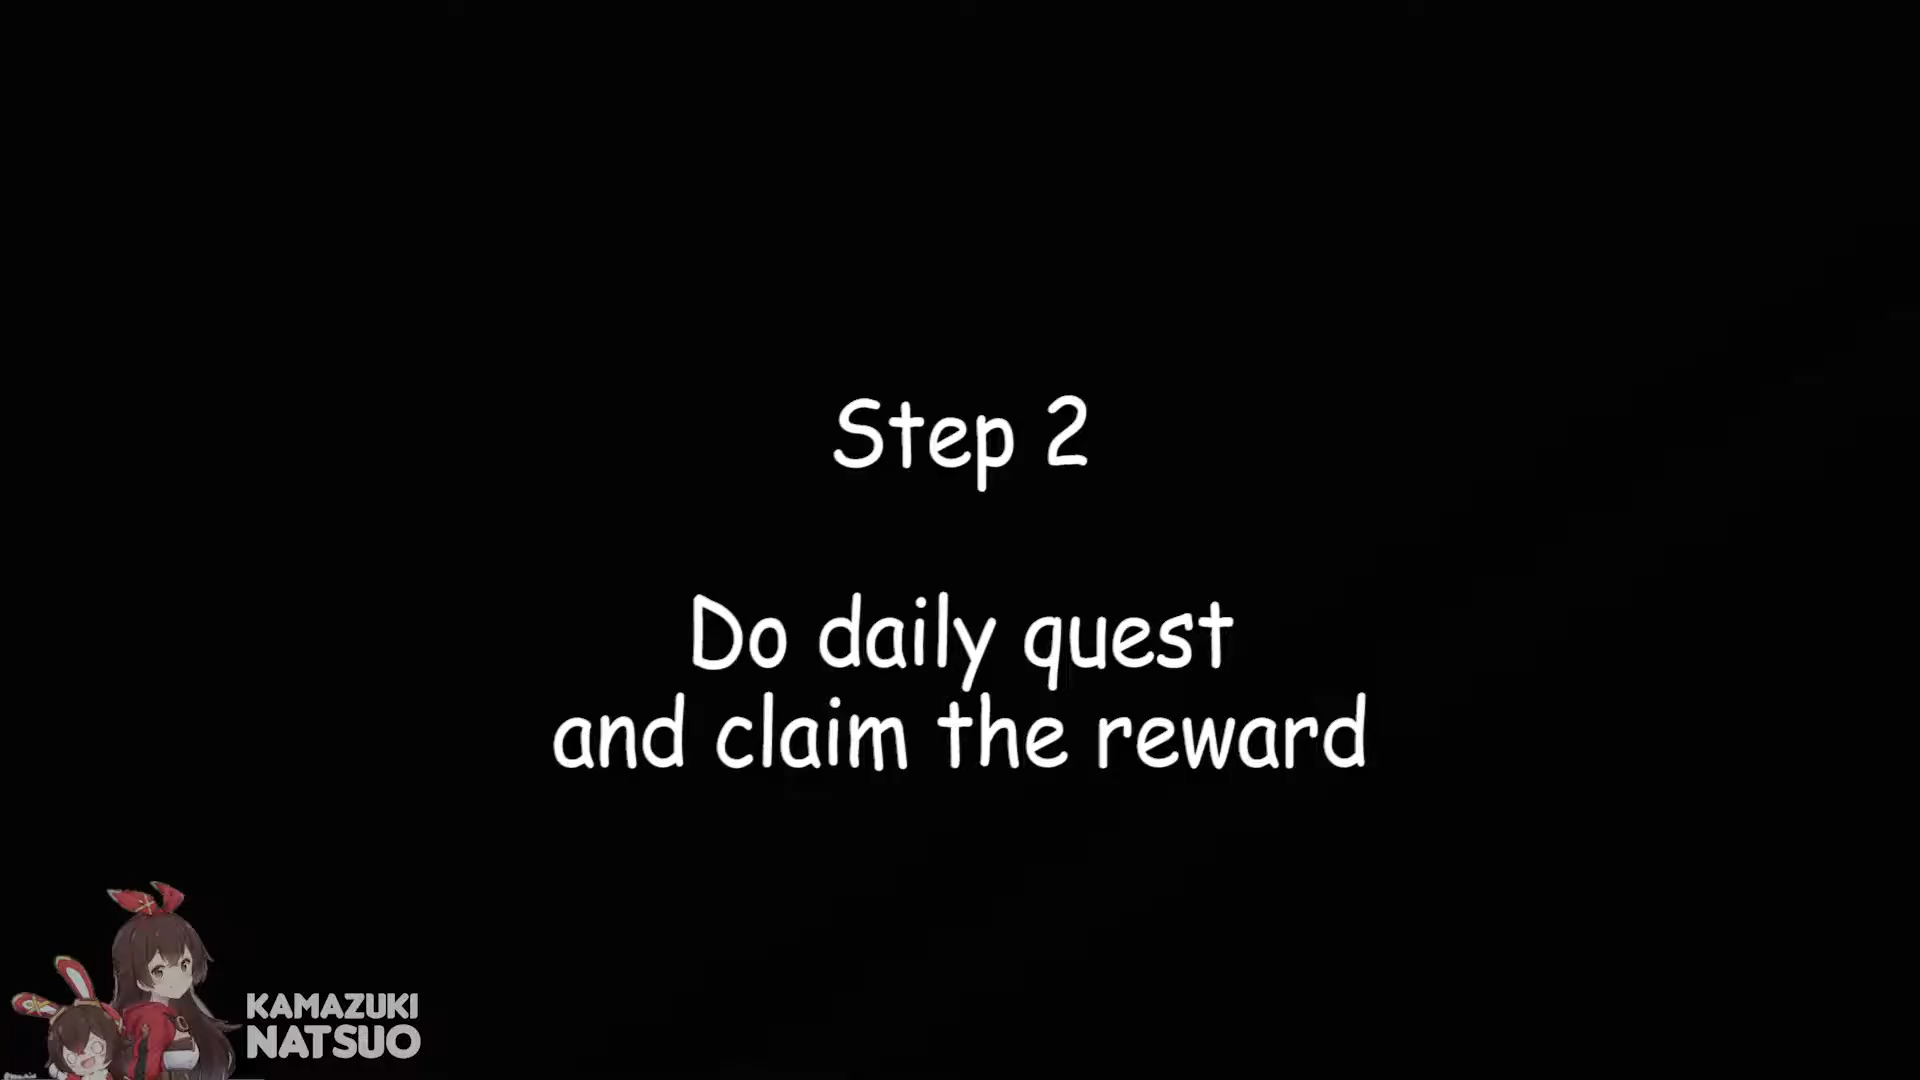 Step 2
Do daily quest
and claim the reward
KAMAZUKI
NATSUO